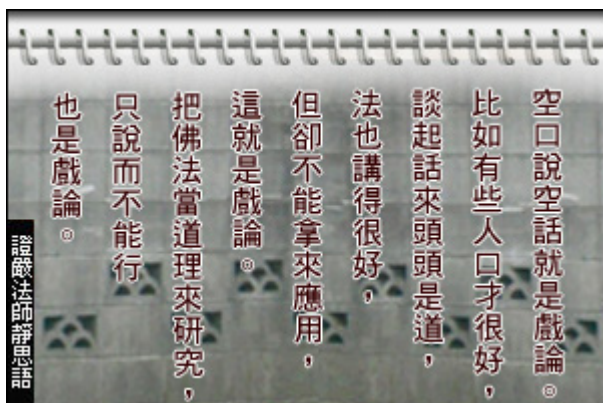 空口說空話就是戲論。
比如有些人口才很好，
談起話來頭頭是道，
法也講得很好，
但卻不能拿來應用，
這就是戲論。
把佛法當道理來研究，
只說而不能行
也是戲論。
證嚴法師靜思語